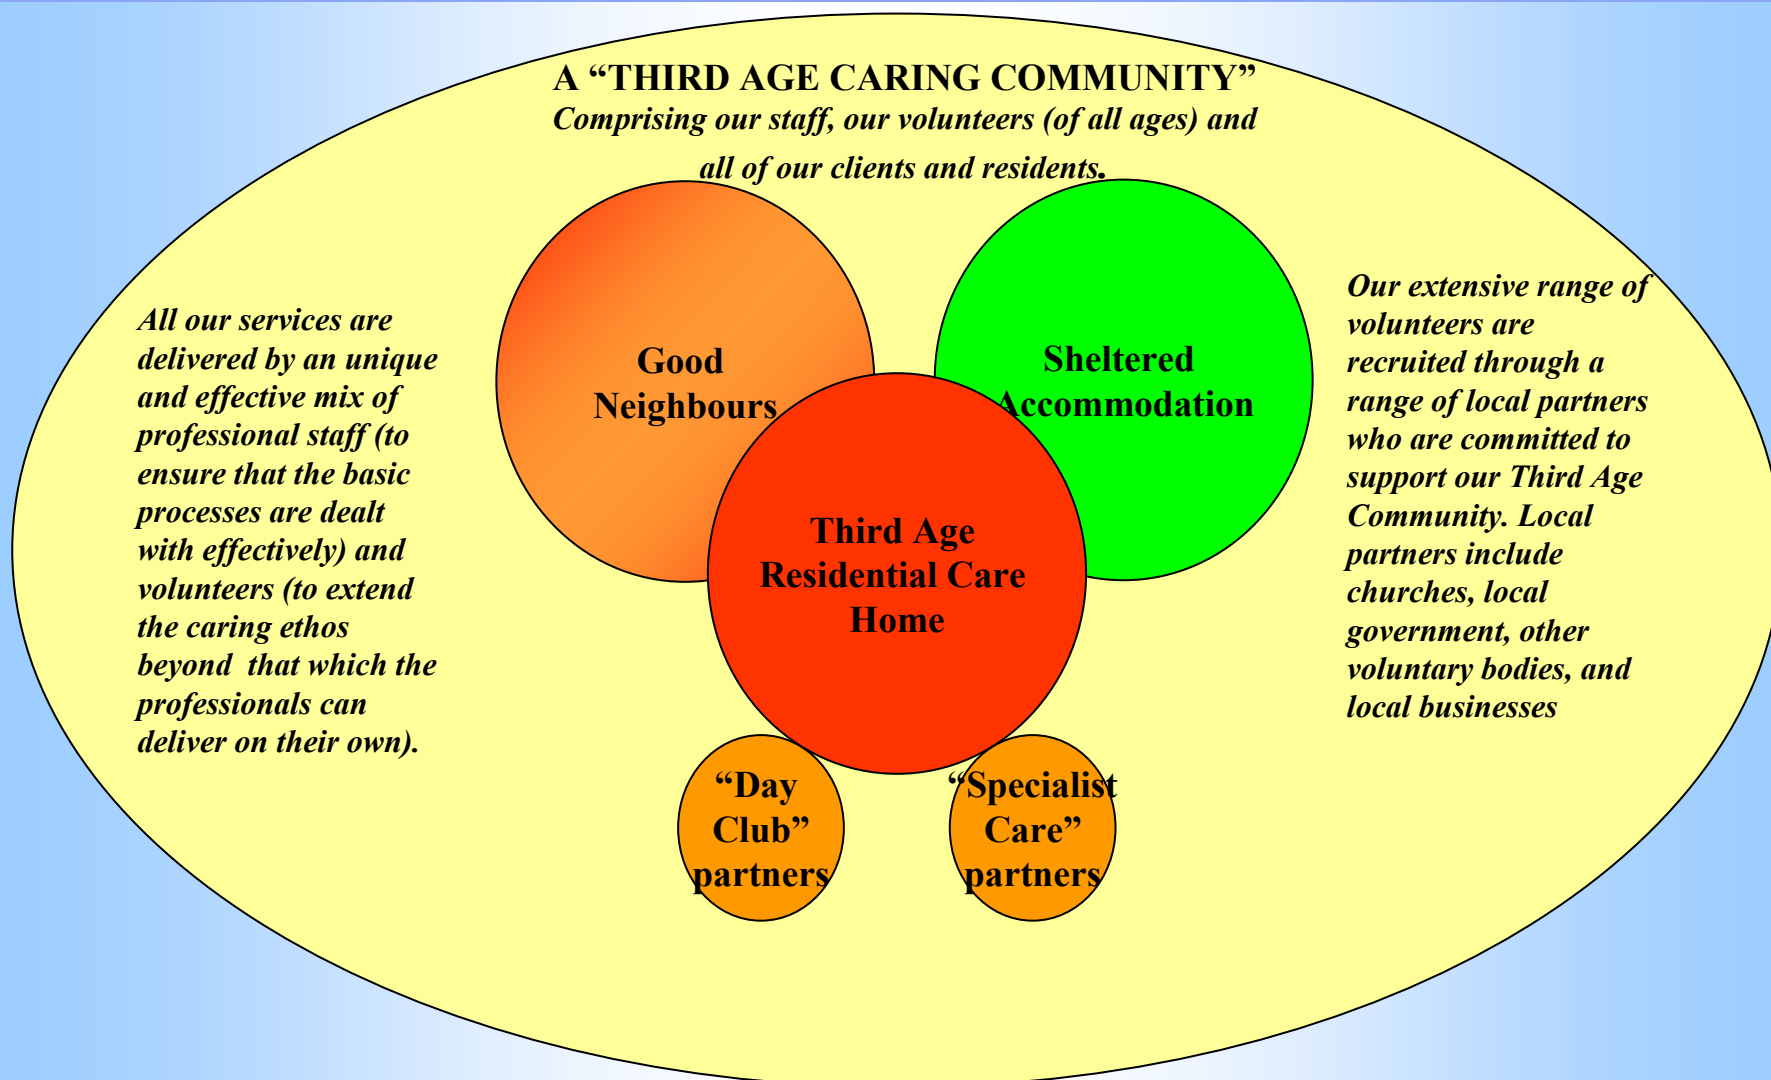 A “THIRD AGE CARING COMMUNITY”
Comprising our staff, our volunteers (of all ages) and
all of our clients and residents.
All our services are
delivered by an unique
and effective mix of
professional staff (to
ensure that the basic
processes are dealt
with effectively) and
volunteers (to extend
the caring ethos
beyond  that which the
professionals can
deliver on their own).
Good
Neighbours
Sheltered
Accommodation
Third Age
Residential Care
Home
“Day
Club”
partners
“Specialist
Care”
partners
Our extensive range of
volunteers are
recruited through a
range of local partners
who are committed to
support our Third Age
Community. Local
partners include
churches, local
government, other
voluntary bodies, and
local businesses